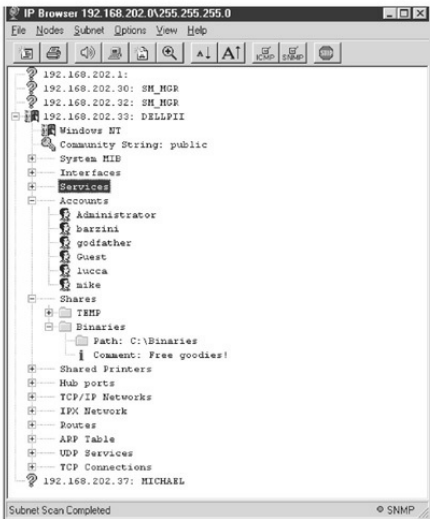 IP Browser 192.168.202.0\255.255.255.0
File Nodes Subnet Options View Help
ICMP SNMP
192.168.202.1:
192.168.202.30: SM_MGR
192.168.202.32: SM_MGR
192.168.202.33: DELLPII
Windows NT
Community String: public
System MIB
Interfaces
Services
Accounts
Administrator
barzini
godfather
Guest
lucca
mike
Shares
TEMP
Binaries
Path: C:\Binaries
Comment: Free goodies!
Shared Printers
Hub ports
TCP/IP Networks
IPX Network
Routes
ARP Table
UDP Services
TCP Connections
192.168.202.37: MICHAEL
Subnet Scan Completed SNMP